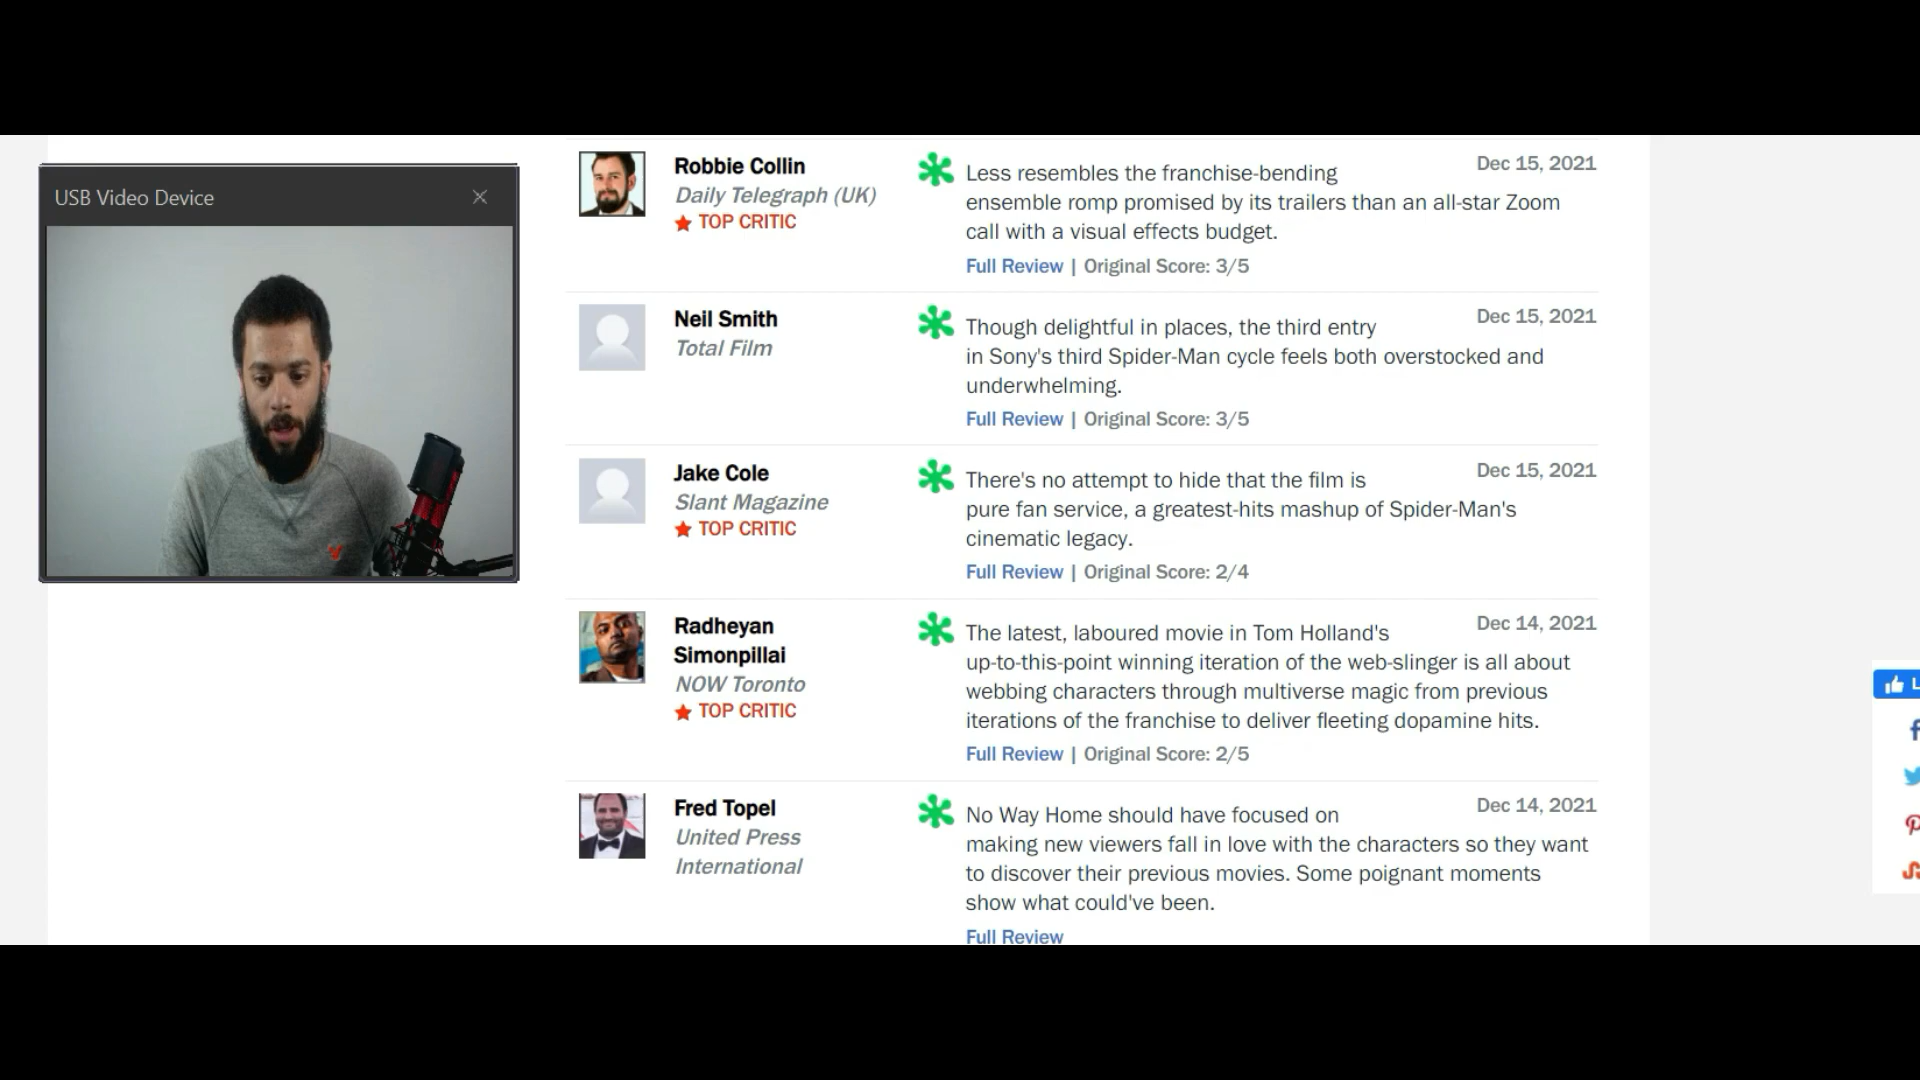 USB Video Device
Robbie Collin
Daily Telegraph (UK)
TOP CRITIC
Dec 15, 2021
Less resembles the franchise-bending
ensemble romp promised by its trailers than an all-star Zoom
call with a visual effects budget.
Full Review | Original Score: 3/5
Neil Smith
Total Film
Dec 15, 2021
Though delightful in places, the third entry
in Sony's third Spider-Man cycle feels both overstocked and
underwhelming.
Full Review | Original Score: 3/5
Jake Cole
Slant Magazine
TOP CRITIC
Dec 15, 2021
There's no attempt to hide that the film is
pure fan service, a greatest-hits mashup of Spider-Man's
cinematic legacy.
Full Review | Original Score: 2/4
Radheyan
Simonpillai
NOW Toronto
TOP CRITIC
Dec 14, 2021
The latest, laboured movie in Tom Holland's
up-to-this-point winning iteration of the web-slinger is all about
webbing characters through multiverse magic from previous
iterations of the franchise to deliver fleeting dopamine hits.
Full Review | Original Score: 2/5
Fred Topel
United Press
International
Dec 14, 2021
No Way Home should have focused on
making new viewers fall in love with the characters so they want
to discover their previous movies. Some poignant moments
show what could've been.
Full Review